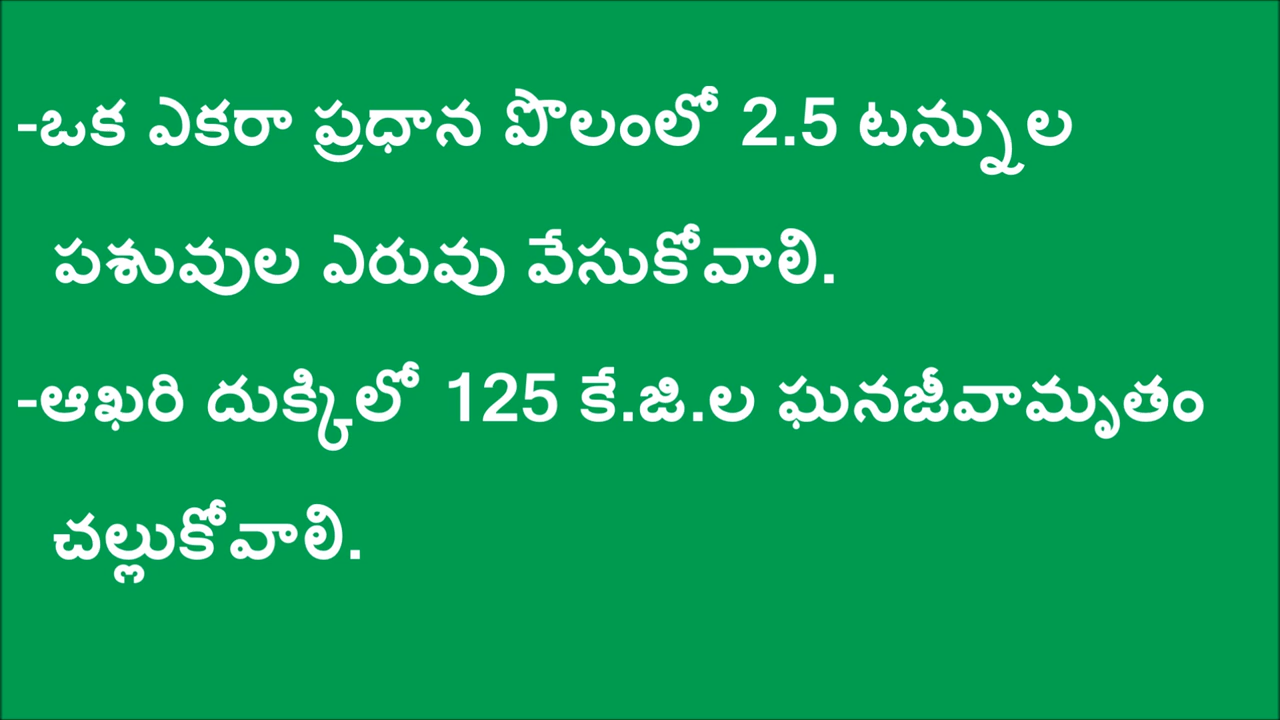 -ఒక ఎకరా ప్రధాన పొలంలో 2.5 టన్నుల
పశువుల ఎరువు వేసుకోవాలి.
-ఆఖరి దుక్కిలో 125 కే.జి.ల ఘనజీవామృతం
చల్లుకోవాలి.